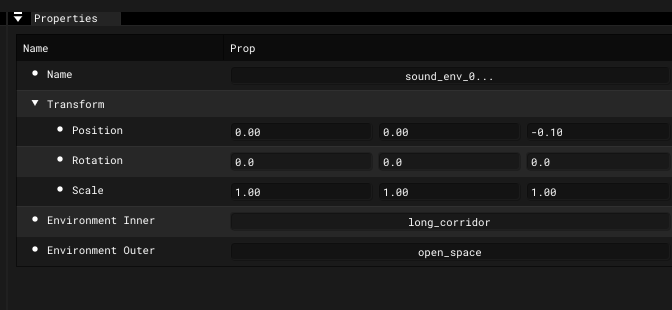 Properties
Name Prop
Name sound_env_0...
Transform
Position 0.00 0.00 -0.10
Rotation 0.0 0.0 0.0
Scale 1.00 1.00 1.00
Environment Inner long_corridor
Environment Outer open_space